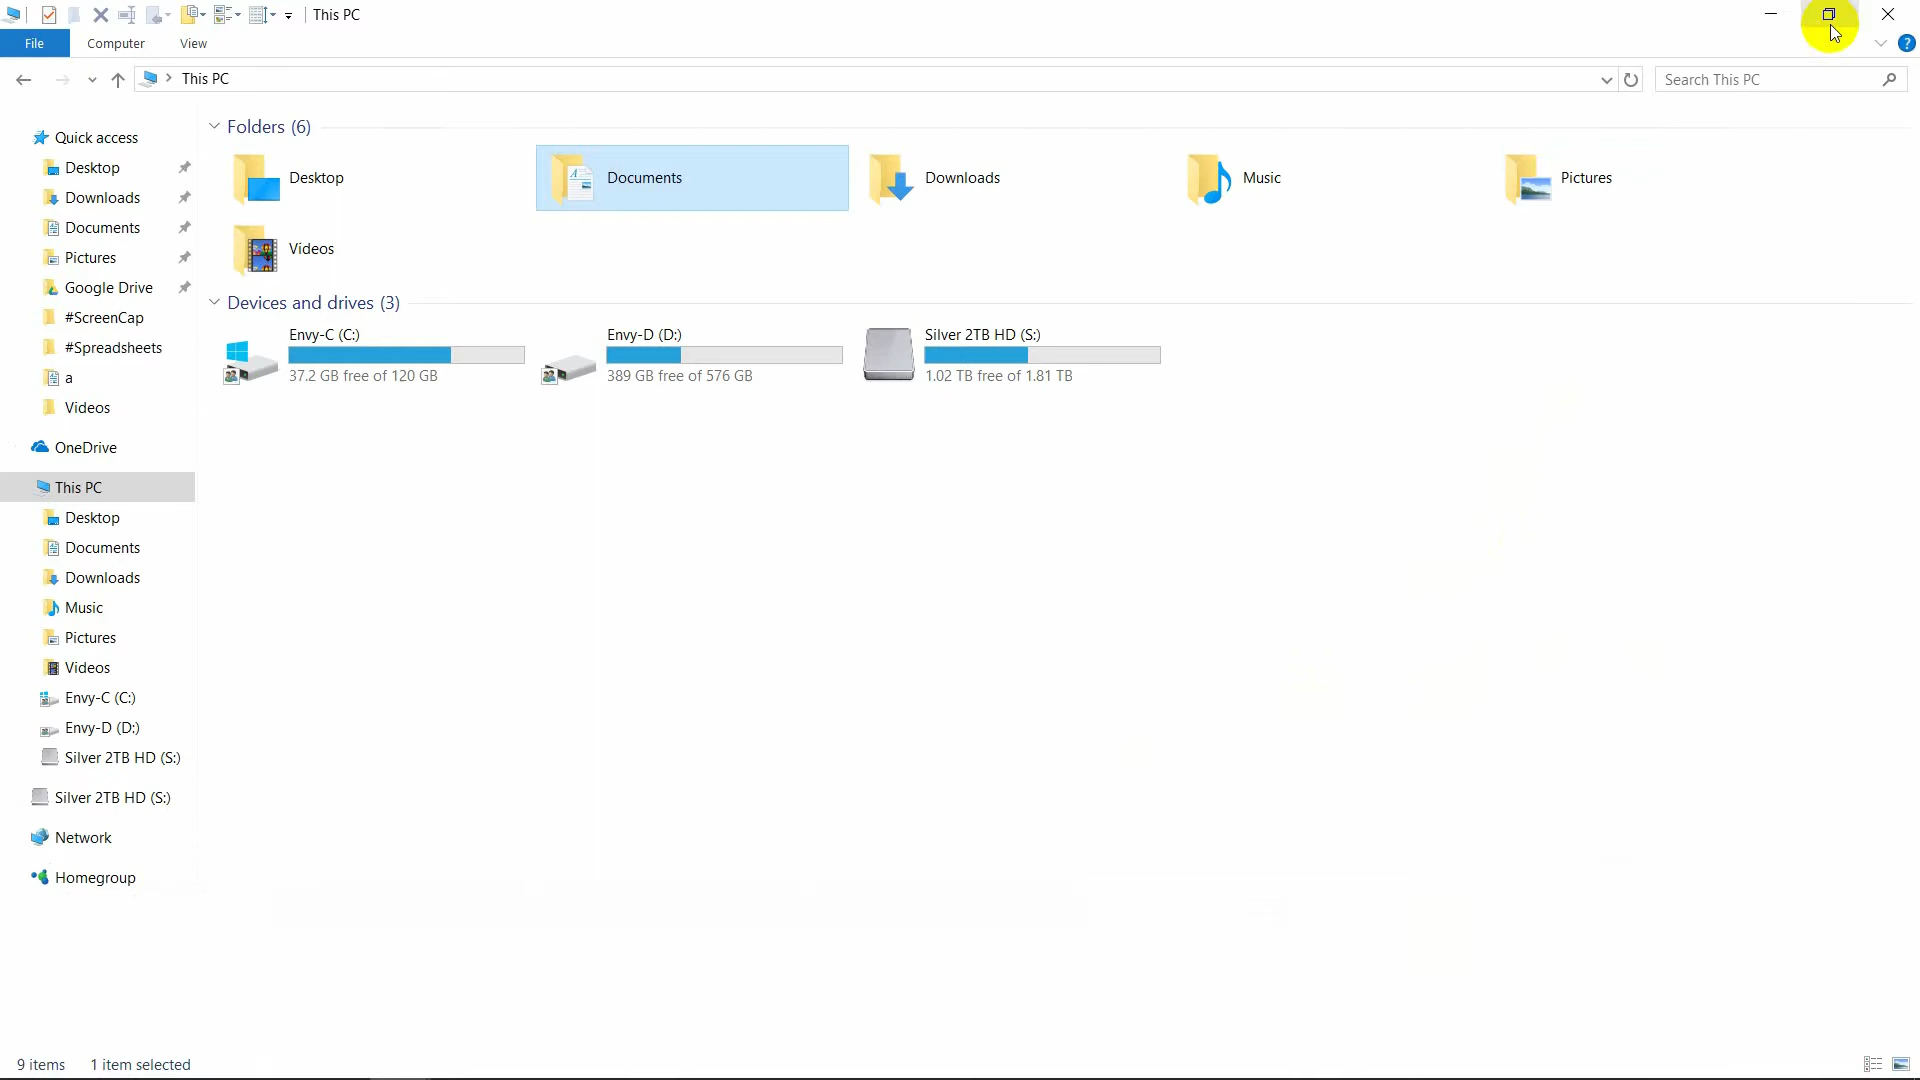 This PC
File
Computer
View
?
This PC
Search This PC
Quick access
Desktop
Downloads
Documents
Pictures
Google Drive
#ScreenCap
#Spreadsheets
a
Videos
OneDrive
This PC
Desktop
Documents
Downloads
Music
Pictures
Videos
Envy-C (C:)
Envy-D (D:)
Silver 2TB HD (S:)
Silver 2TB HD (S:)
Network
Homegroup
Folders (6)
Desktop
Documents
Downloads
Music
Pictures
Videos
Devices and drives (3)
Envy-C (C:)
37.2 GB free of 120 GB
Envy-D (D:)
389 GB free of 576 GB
Silver 2TB HD (S:)
1.02 TB free of 1.81 TB
9 items
1 item selected